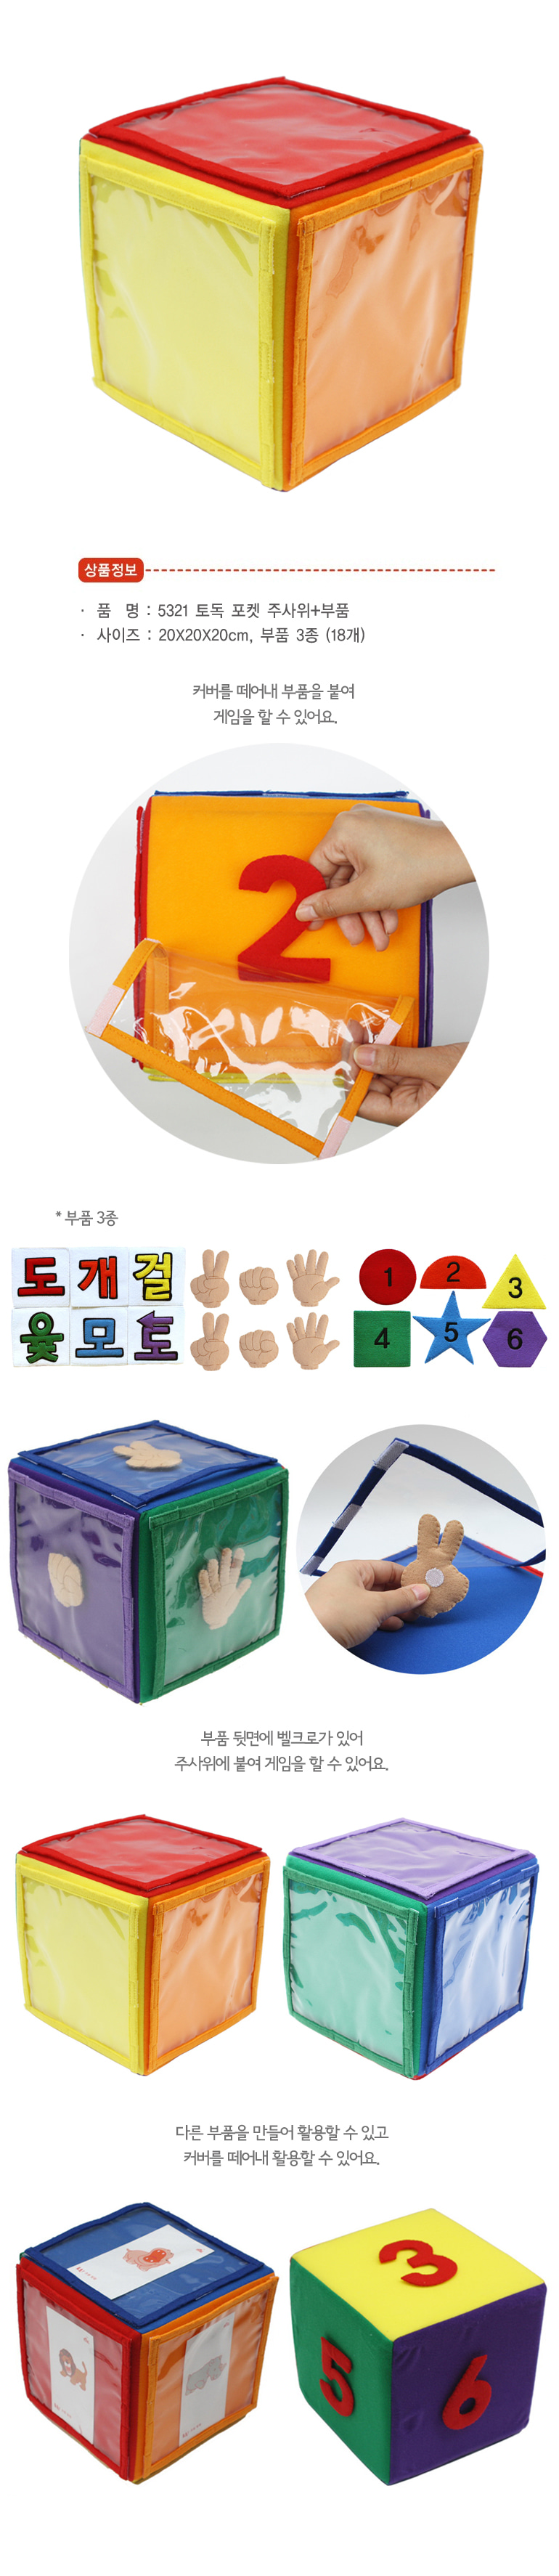 상품정보
· 품 명 : 5321 토독 포켓 주사위+부품
· 사이즈 : 20X20X20cm, 부품 3종 (18개)
커버를 떼어내 부품을 붙여
게임을 할 수 있어요.
2
* 부품 3종
도 개 걸
윷 모 토
1 2 3
4 5 6
부품 뒷면에 벨크로가 있어
주사위에 붙여 게임을 할 수 있어요.
다른 부품을 만들어 활용할 수 있고
커버를 떼어내 활용할 수 있어요.
3
5 6